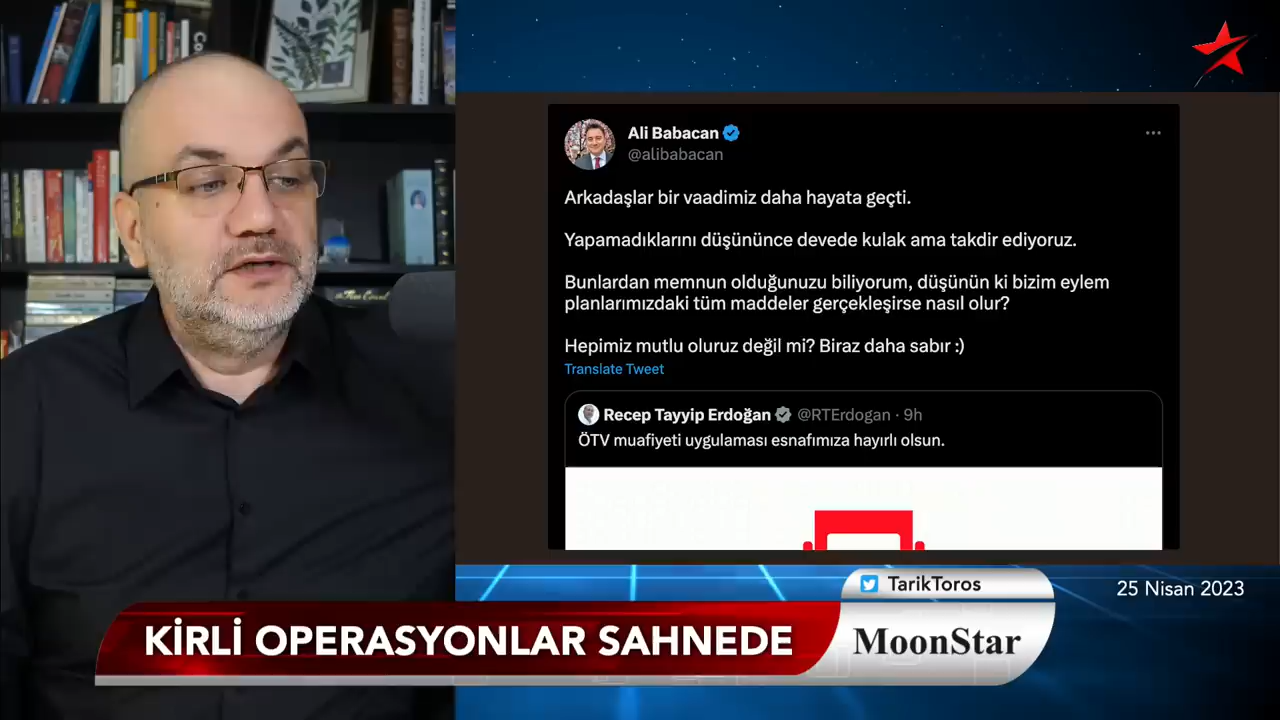 Ali Babacan
@alibabacan
Arkadaşlar bir vaadimiz daha hayata geçti.
Yapamadıklarını düşününce devede kulak ama takdir ediyoruz.
Bunlardan memnun olduğunuzu biliyorum, düşünün ki bizim eylem
planlarımızdaki tüm maddeler gerçekleşirse nasıl olur?
Hepimiz mutlu oluruz değil mi? Biraz daha sabır :)
Translate Tweet
Recep Tayyip Erdoğan @RTErdogan · 9h
ÖTV muafiyeti uygulaması esnafımıza hayırlı olsun.
TarikToros
25 Nisan 2023
KİRLİ OPERASYONLAR SAHNEDE
MoonStar